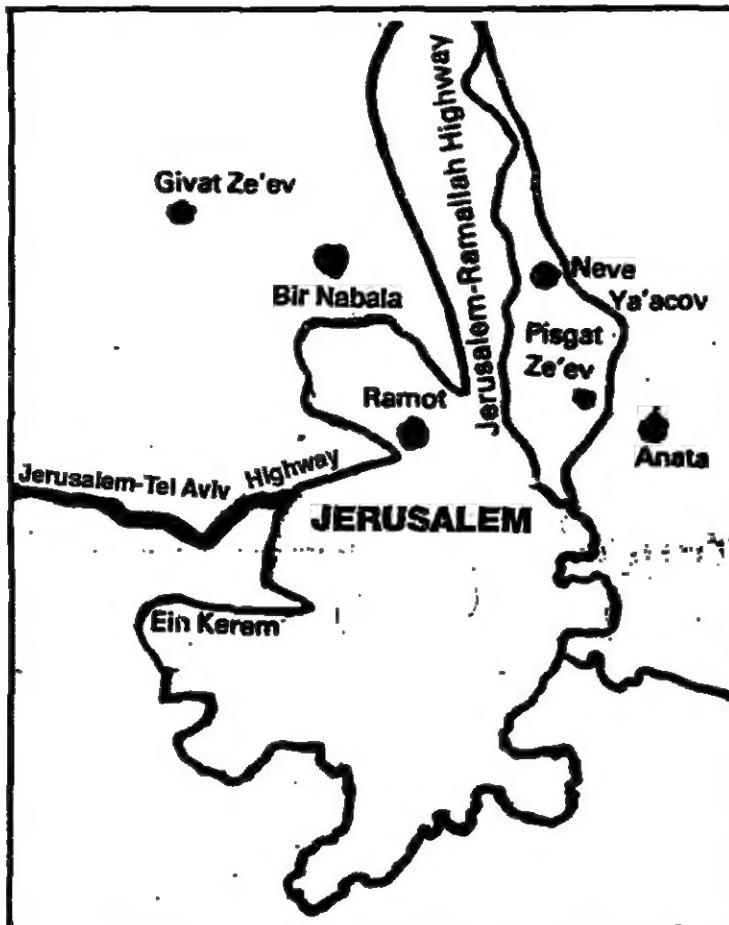 Jerusalem-Ramallah Highway
Givat Ze'ev
Bir Nabala
Neve
Ya'acov
Pisgat
Ze'ev
Ramot
Anata
Jerusalem-Tel Aviv Highway
JERUSALEM
Ein Kerem